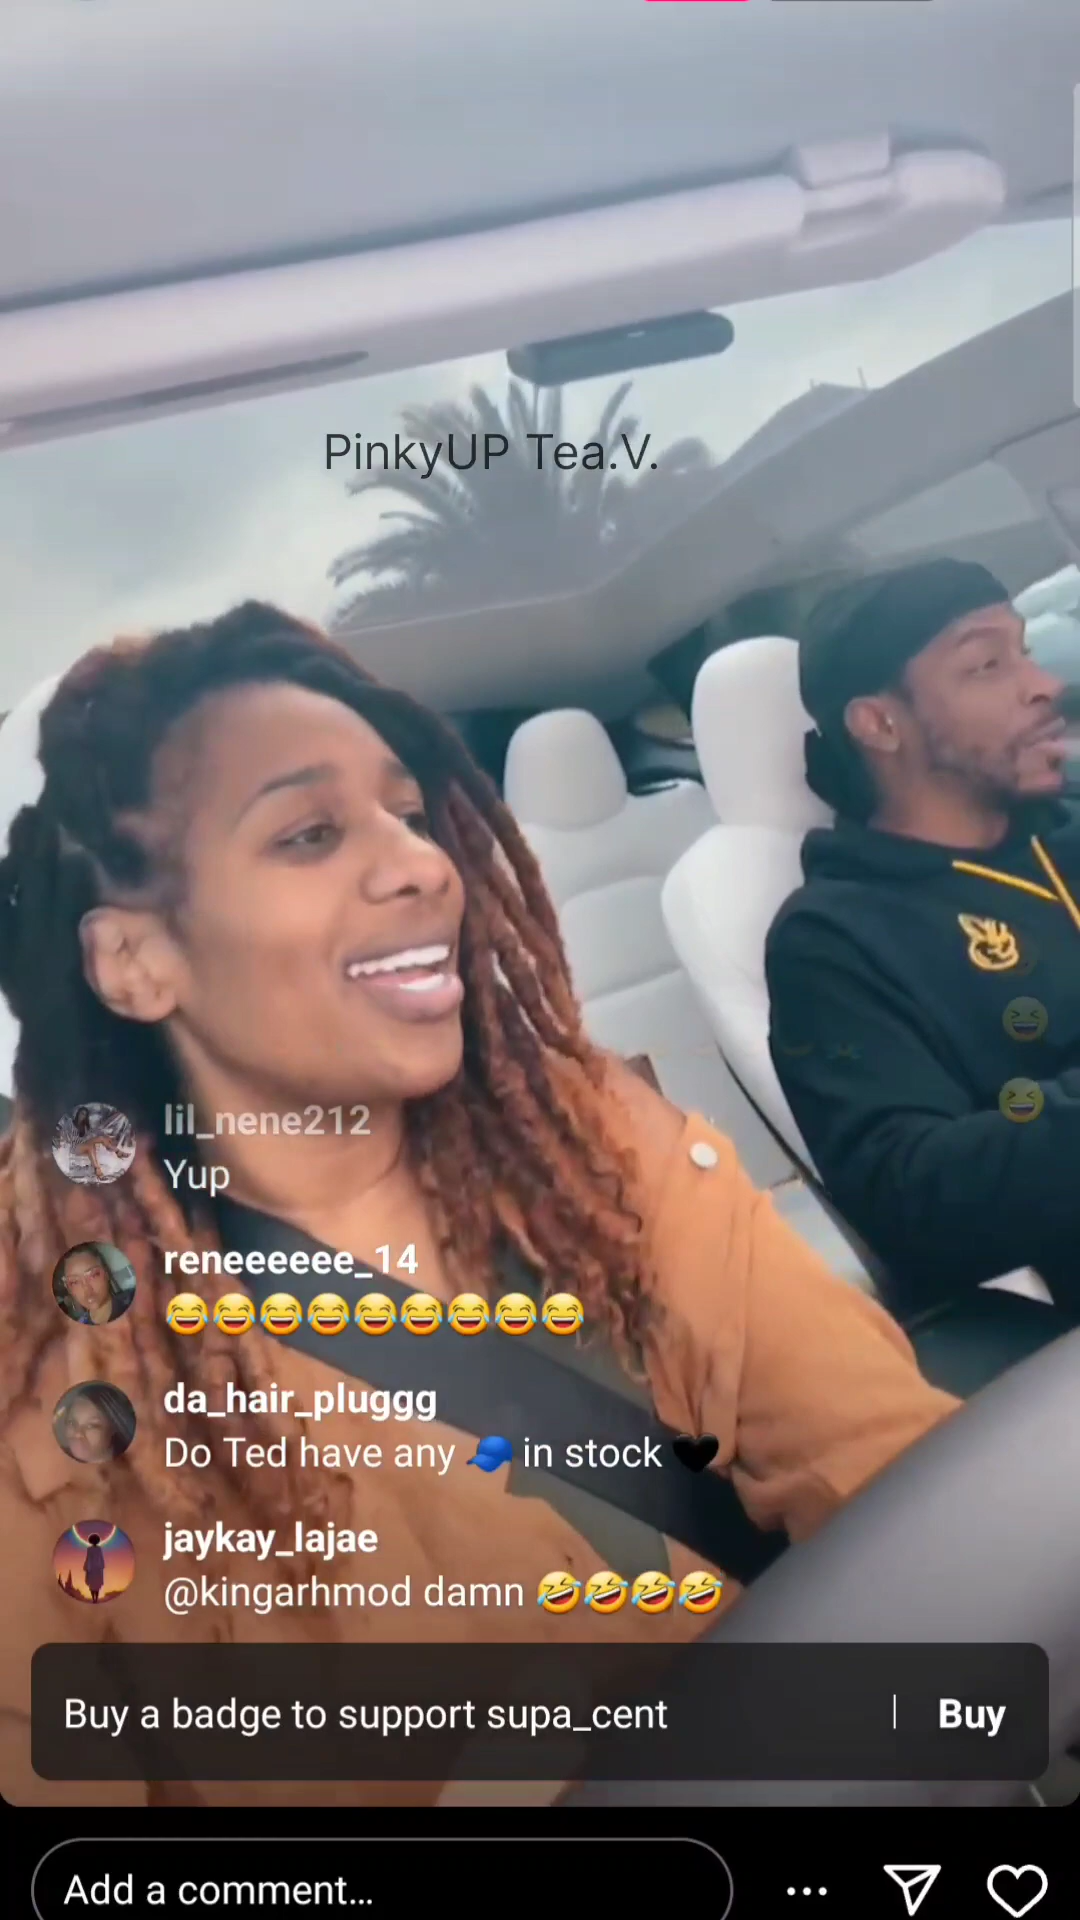 PinkyUP Tea.V.
lil_nene212
Yup
reneeeeee_14
😂😂😂😂😂😂😂😂😂
da_hair_pluggg
Do Ted have any 🧢 in stock 🖤
jaykay_lajae
@kingarhmod damn 🤣🤣🤣🤣
Buy a badge to support supa_cent | Buy
Add a comment...